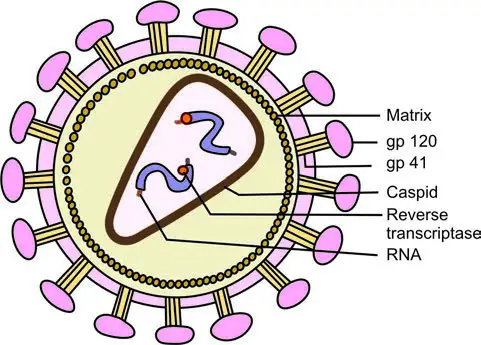 Matrix
gp 120
gp 41
Caspid
Reverse
transcriptase
RNA